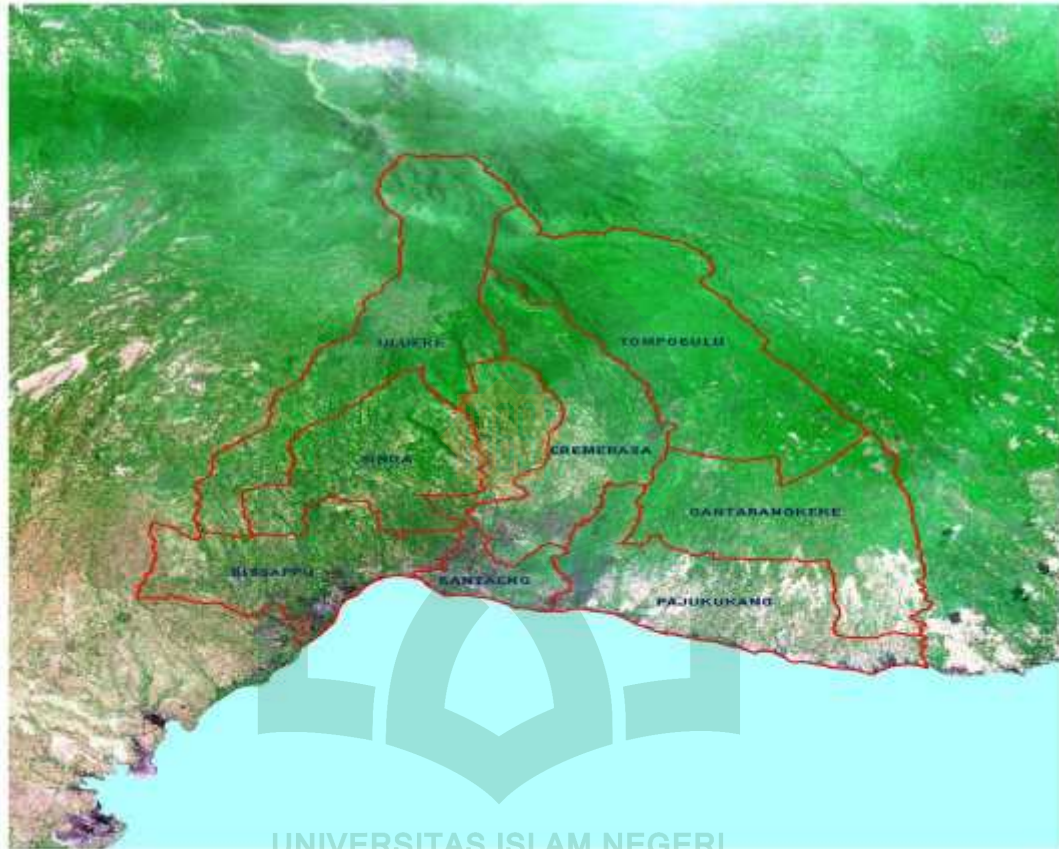 ULUERE
TOMPOBULU
SINOA
EREMERASA
GANTARANGKEKE
BISSAPPU
BANTAENG
PAJUKUKANG
UNIVERSITAS ISLAM NEGERI